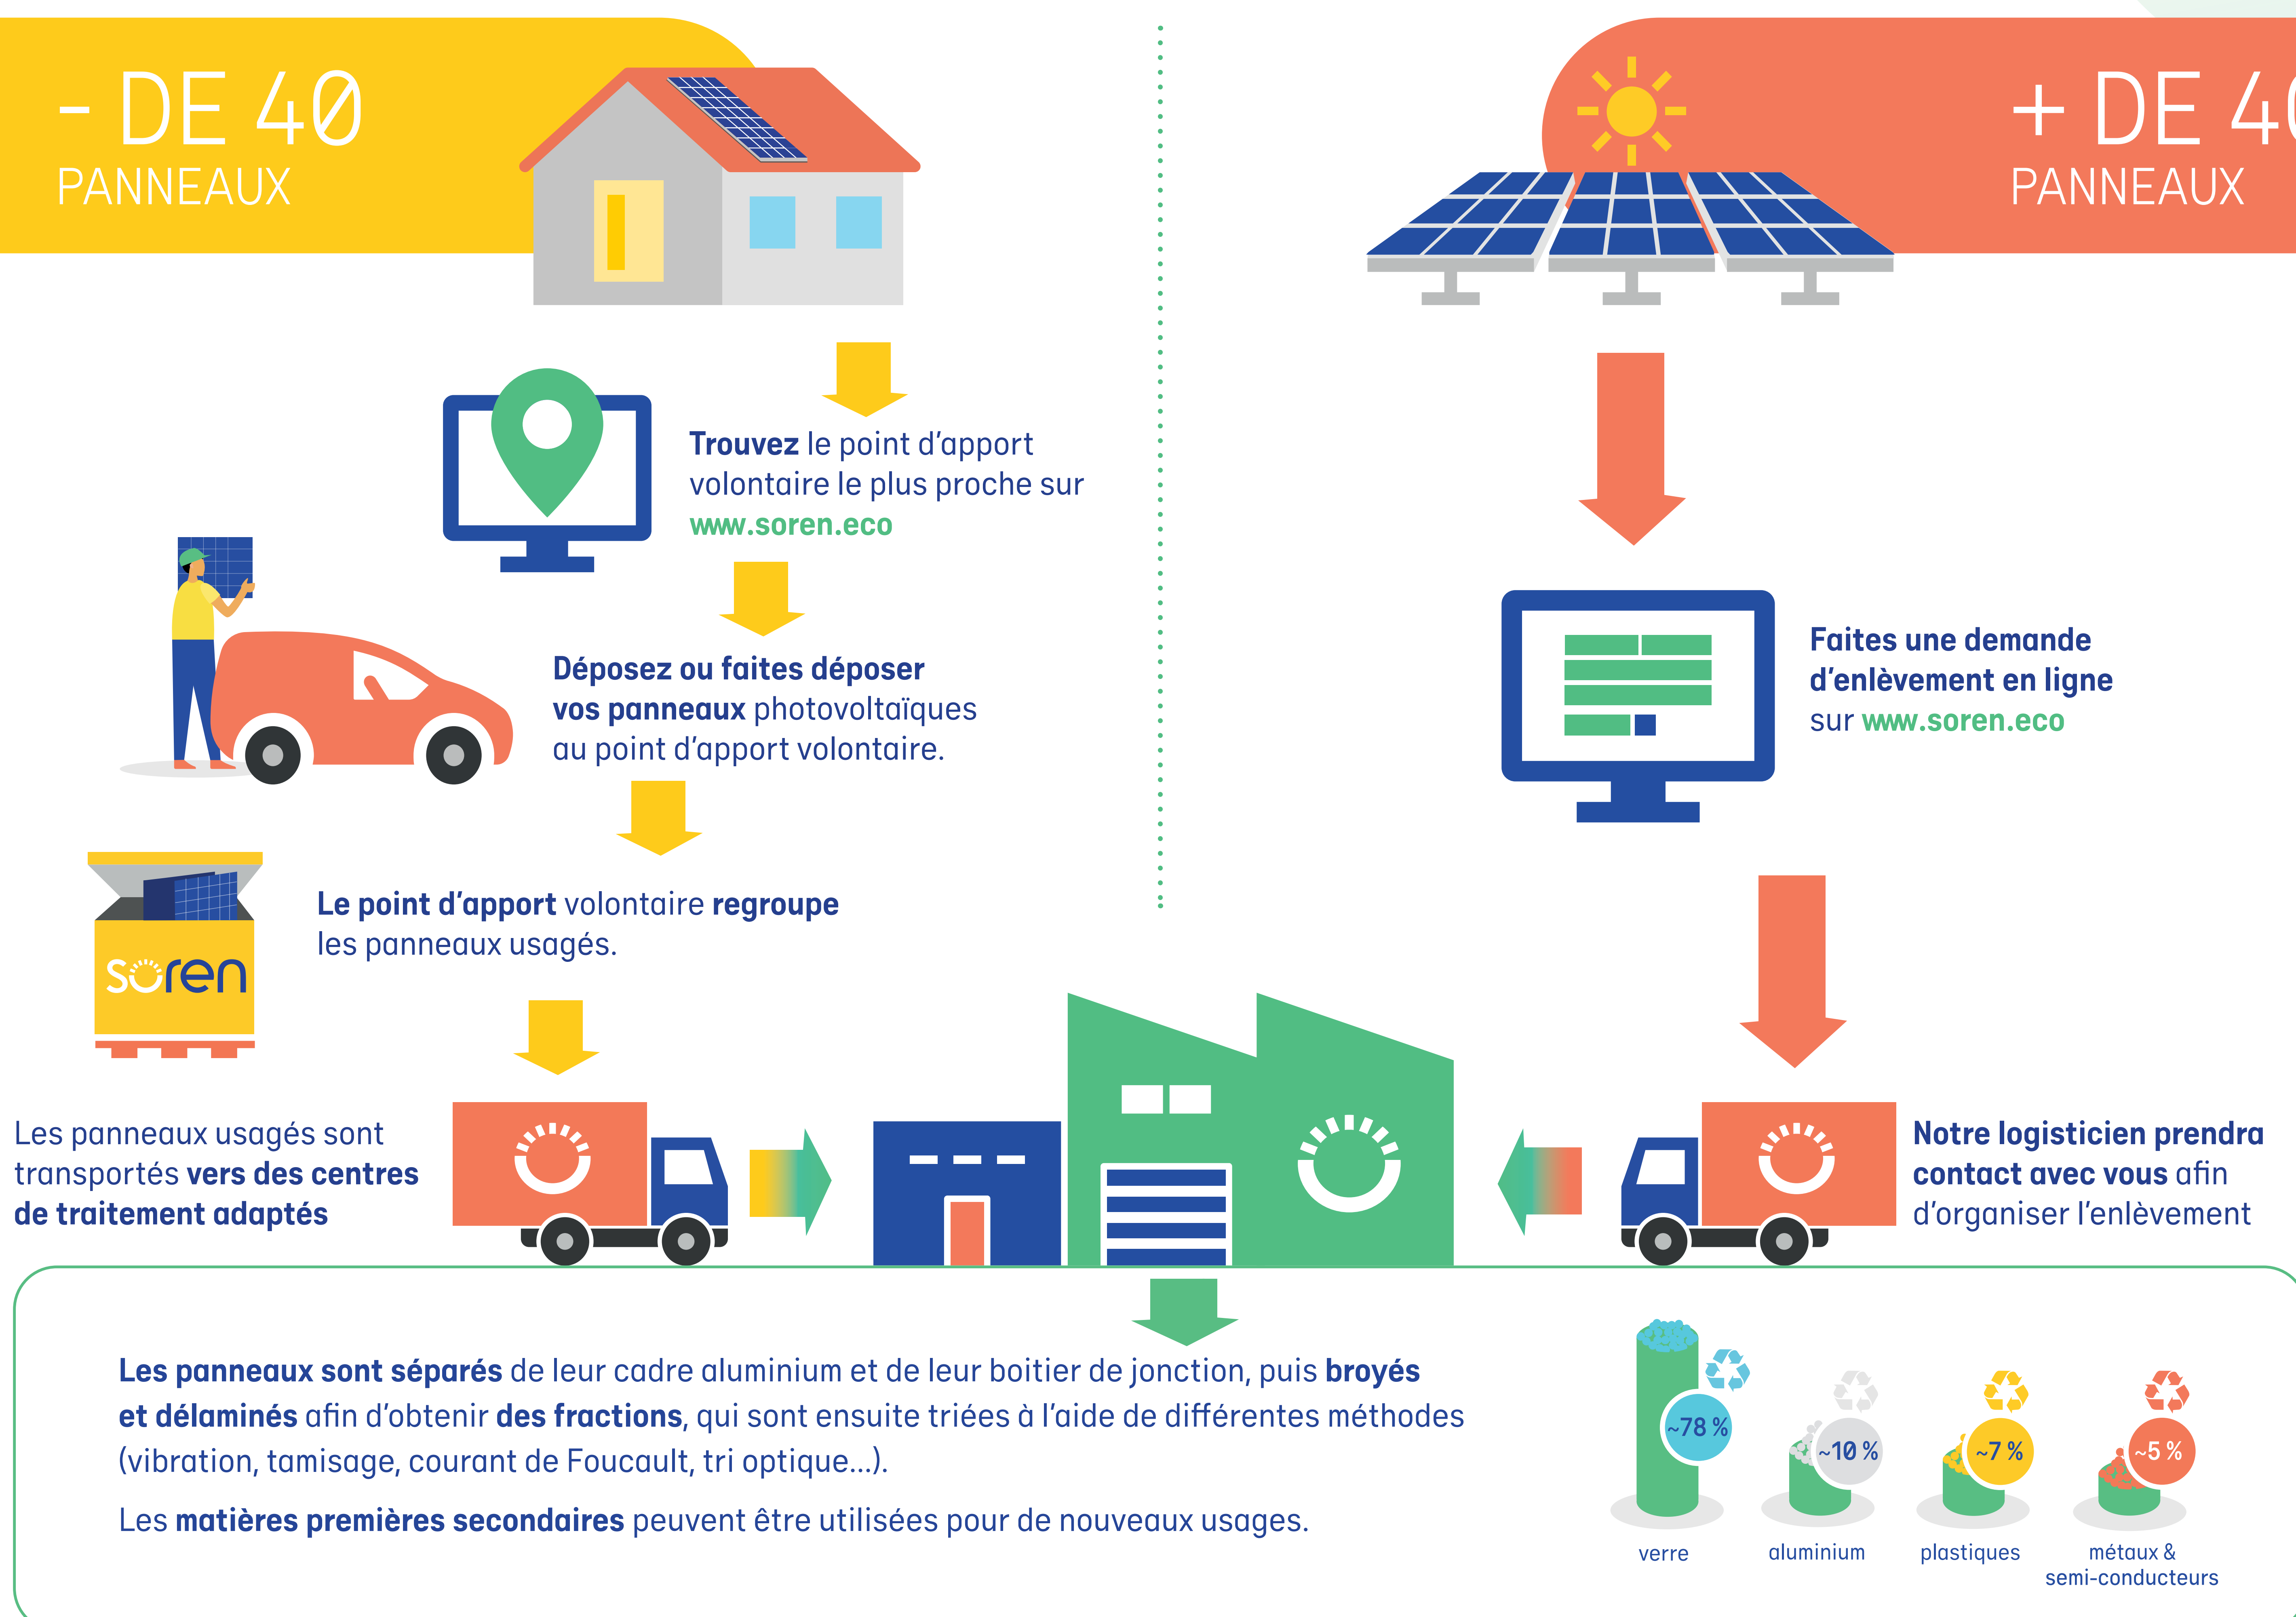 - DE 40
PANNEAUX
+ DE 40
PANNEAUX
Trouvez le point d’apport
volontaire le plus proche sur
www.soren.eco
Déposez ou faites déposer
vos panneaux photovoltaïques
au point d’apport volontaire.
Le point d’apport volontaire regroupe
les panneaux usagés.
soren
Les panneaux usagés sont
transportés vers des centres
de traitement adaptés
Faites une demande
d’enlèvement en ligne
sur www.soren.eco
Notre logisticien prendra
contact avec vous afin
d’organiser l’enlèvement
Les panneaux sont séparés de leur cadre aluminium et de leur boitier de jonction, puis broyés
et délaminés afin d’obtenir des fractions, qui sont ensuite triées à l’aide de différentes méthodes
(vibration, tamisage, courant de Foucault, tri optique...).
Les matières premières secondaires peuvent être utilisées pour de nouveaux usages.
~78 %
~10 %
~7 %
~5 %
verre
aluminium
plastiques
métaux &
semi-conducteurs